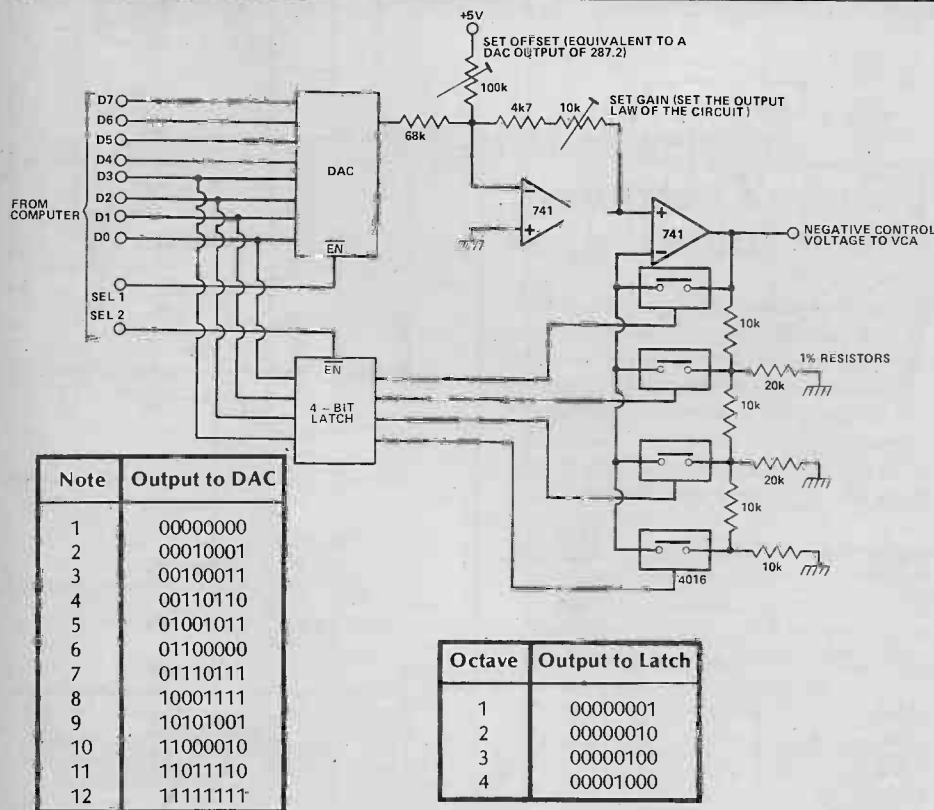 +5V
SET OFFSET (EQUIVALENT TO A
DAC OUTPUT OF 287.2)
100k
D7
D6
D5
D4
D3
D2
D1
D0
FROM
COMPUTER
DAC
EN
68k
4k7
10k
SET GAIN (SET THE OUTPUT
LAW OF THE CIRCUIT)
741
741
NEGATIVE CONTROL
VOLTAGE TO VCA
SEL 1
SEL 2
EN
4-BIT
LATCH
10k
1% RESISTORS
20k
10k
20k
10k
10k
4016
Note Output to DAC
1 00000000
2 00010001
3 00100011
4 00110110
5 01001011
6 01100000
7 01110111
8 10001111
9 10101001
10 11000010
11 11011110
12 11111111
Octave Output to Latch
1 00000001
2 00000010
3 00000100
4 00001000